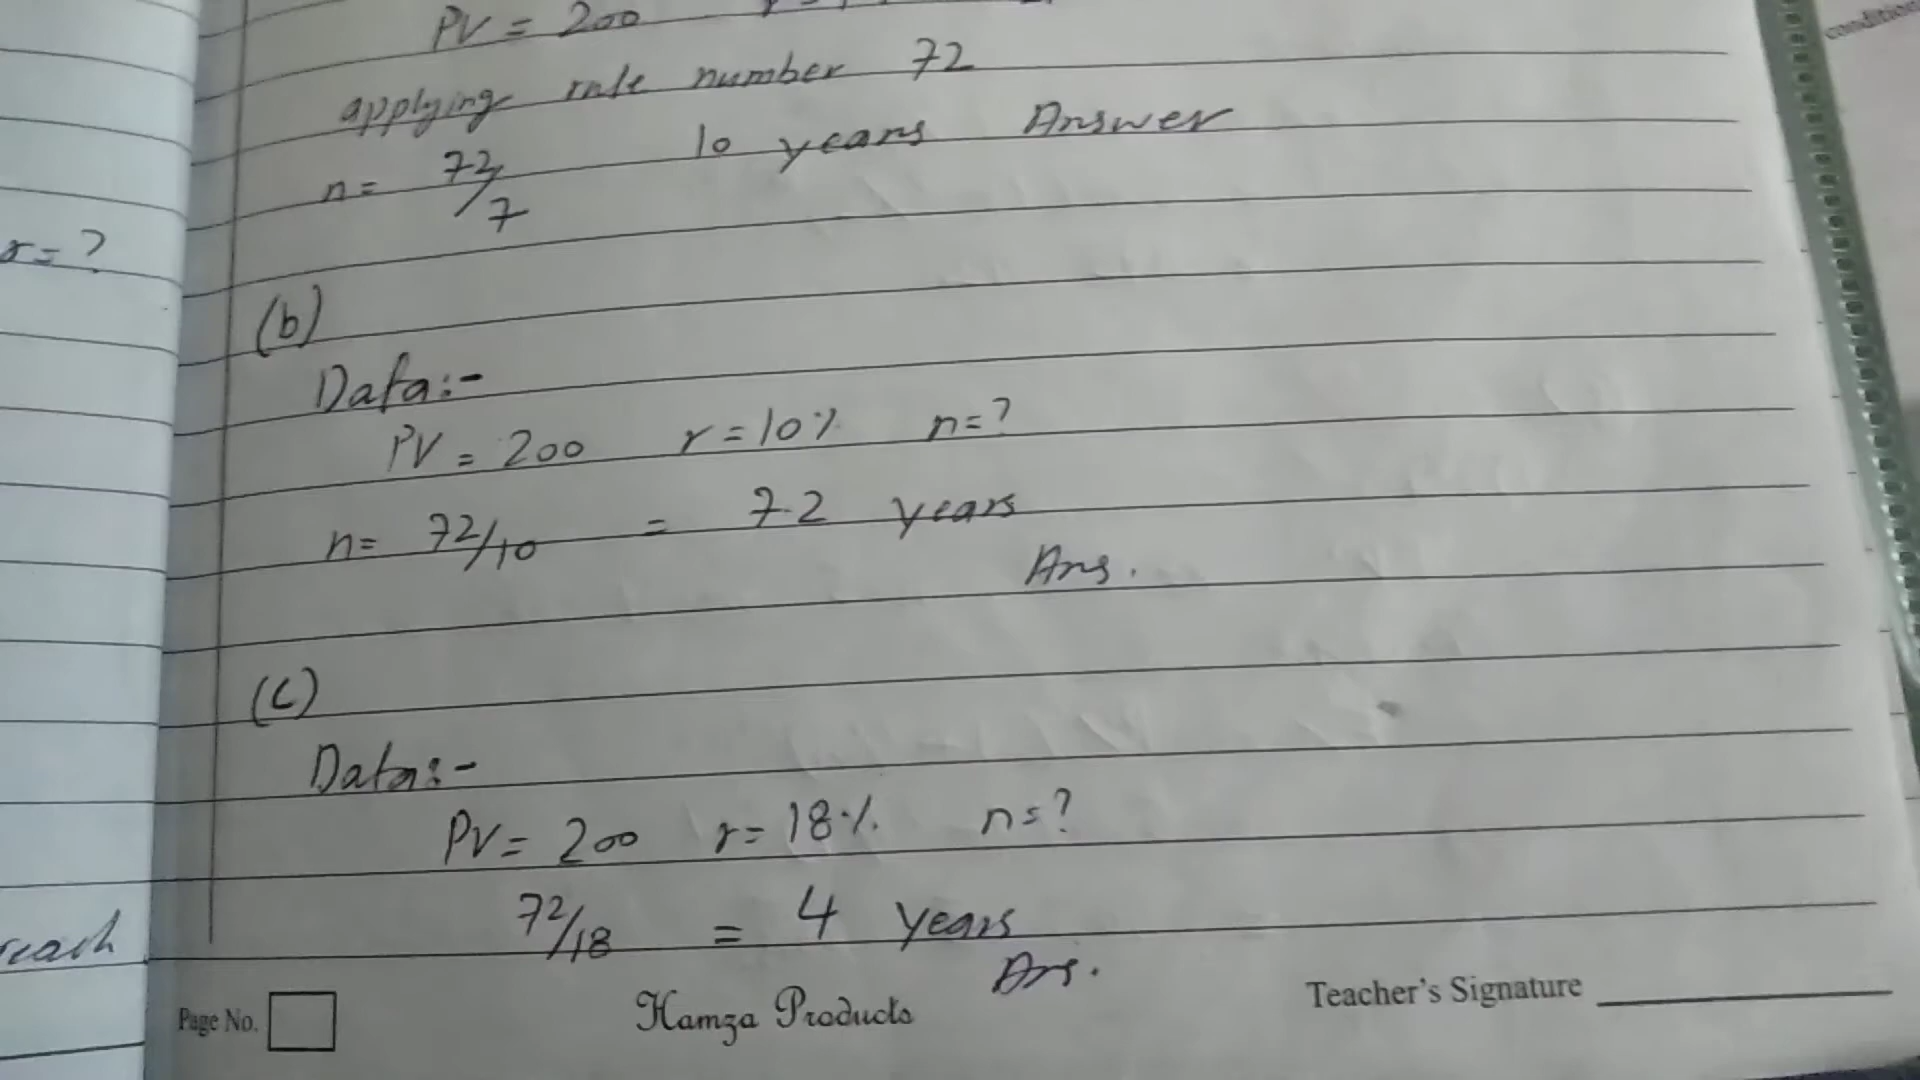 PV = 200
applying rule number 72
n = 72/7 10 years Answer
(b)
Data:-
PV = 200 r = 10% n = ?
n = 72/10 = 7.2 years
Ans.
(c)
Data:-
PV = 200 r = 18% n = ?
72/18 = 4 years
Ans.
Page No.
Hamza Products
Teacher's Signature
r = ?
condition